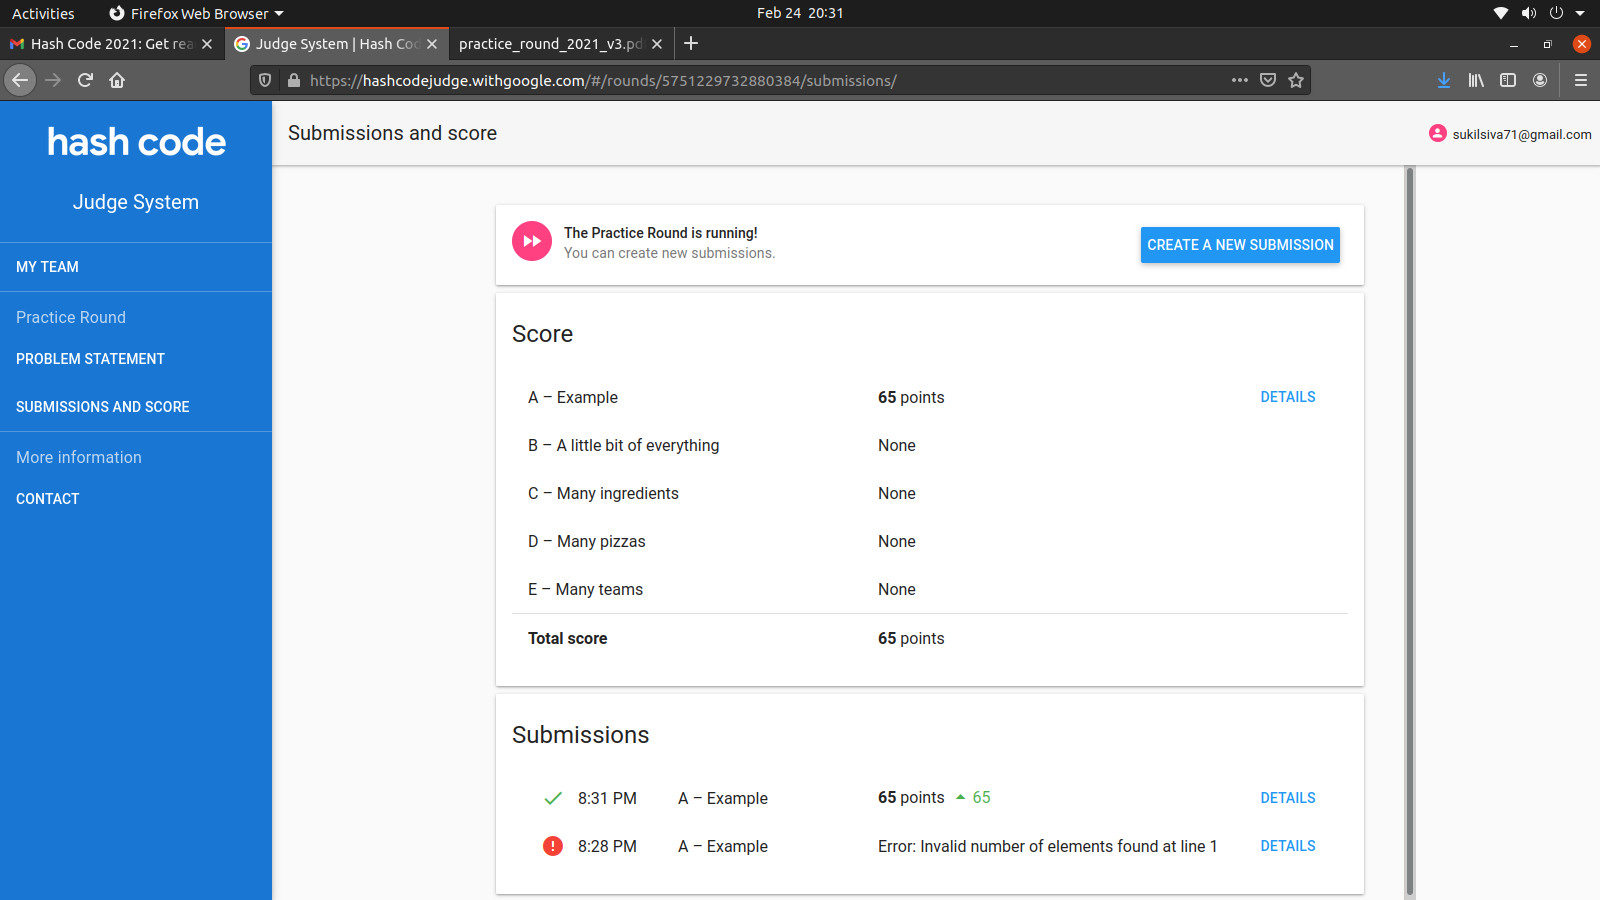 Activities Firefox Web Browser Feb 24 20:31
Hash Code 2021: Get rea Judge System | Hash Co practice_round_2021_v3.pd
https://hashcodejudge.withgoogle.com/#/rounds/5751229732880384/submissions/
hash code
Judge System
MY TEAM
Practice Round
PROBLEM STATEMENT
SUBMISSIONS AND SCORE
More information
CONTACT
Submissions and score
sukilsiva71@gmail.com
The Practice Round is running!
You can create new submissions.
CREATE A NEW SUBMISSION
Score
A – Example 65 points DETAILS
B – A little bit of everything None
C – Many ingredients None
D – Many pizzas None
E – Many teams None
Total score 65 points
Submissions
8:31 PM A – Example 65 points 65 DETAILS
8:28 PM A – Example Error: Invalid number of elements found at line 1 DETAILS